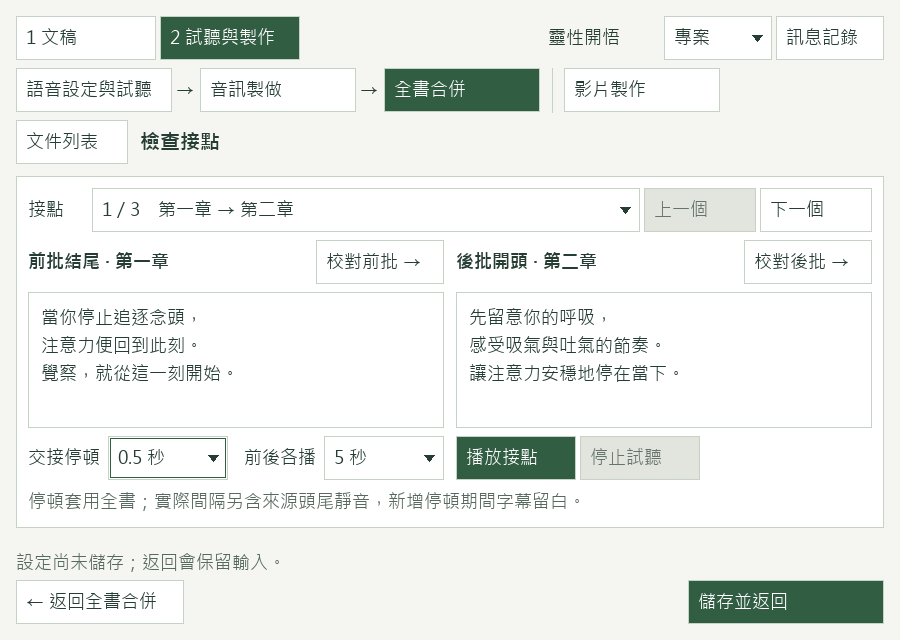 1 文稿
2 試聽與製作
靈性開悟
專案
訊息記錄
語音設定與試聽 → 音訊製做 → 全書合併
影片製作
文件列表
檢查接點
接點
1 / 3 第一章 → 第二章
上一個
下一個
前批結尾 · 第一章
校對前批 →
後批開頭 · 第二章
校對後批 →
當你停止追逐念頭，
注意力便回到此刻。
覺察，就從這一刻開始。
先留意你的呼吸，
感受吸氣與吐氣的節奏。
讓注意力安穩地停在當下。
交接停頓
0.5 秒
前後各播
5 秒
播放接點
停止試聽
停頓套用全書；實際間隔另含來源頭尾靜音，新增停頓期間字幕留白。
設定尚未儲存；返回會保留輸入。
← 返回全書合併
儲存並返回